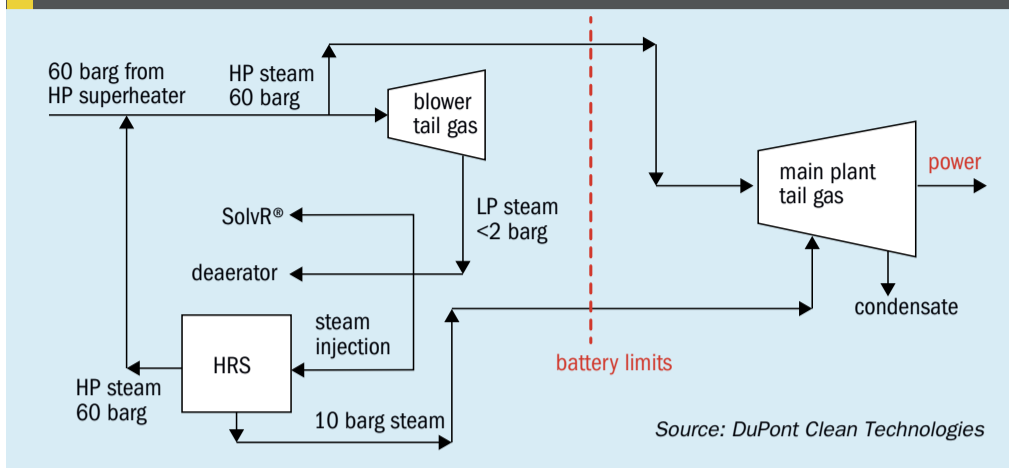 60 barg from
HP superheater
HP steam
60 barg
blower
tail gas
main plant
tail gas
power
SolvR®
LP steam
<2 barg
deaerator
condensate
steam
injection
HRS
battery limits
HP steam
60 barg
10 barg steam
Source: DuPont Clean Technologies